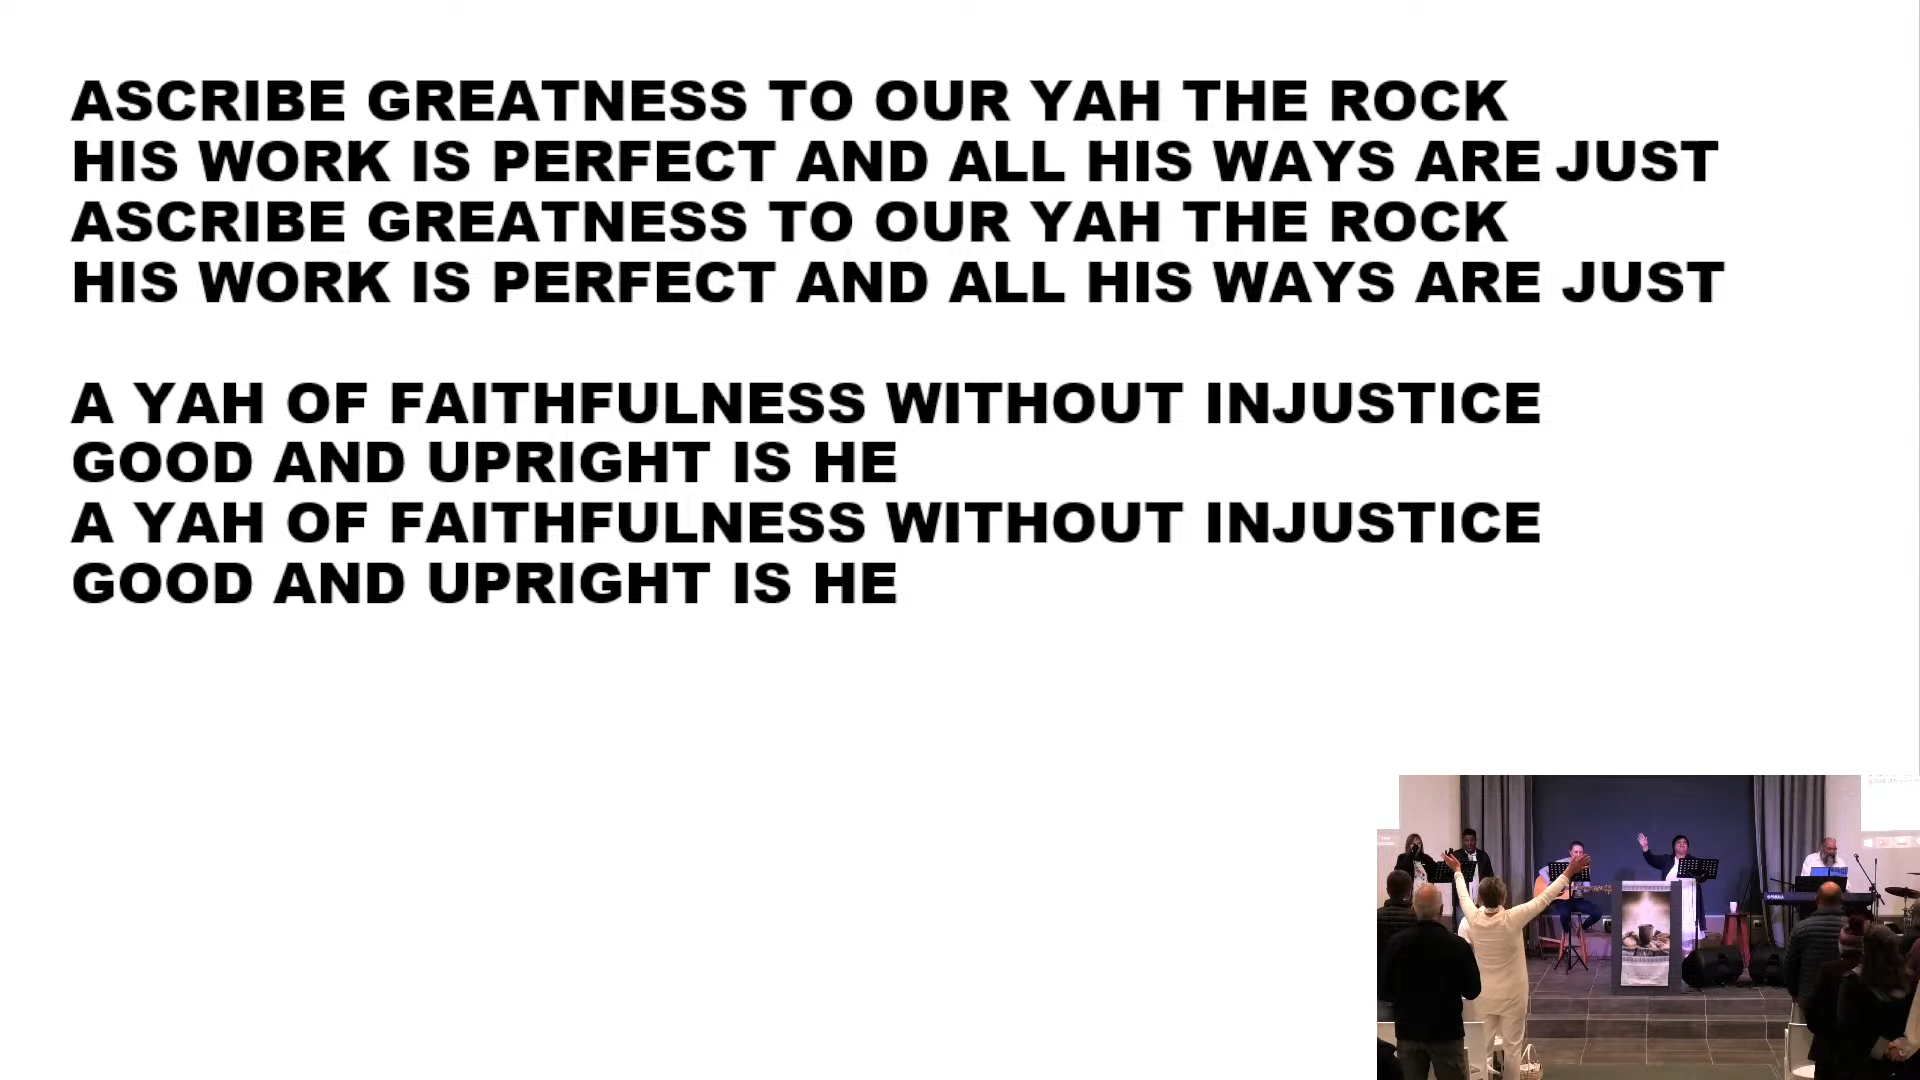 ASCRIBE GREATNESS TO OUR YAH THE ROCK
HIS WORK IS PERFECT AND ALL HIS WAYS ARE JUST
ASCRIBE GREATNESS TO OUR YAH THE ROCK
HIS WORK IS PERFECT AND ALL HIS WAYS ARE JUST
A YAH OF FAITHFULNESS WITHOUT INJUSTICE
GOOD AND UPRIGHT IS HE
A YAH OF FAITHFULNESS WITHOUT INJUSTICE
GOOD AND UPRIGHT IS HE